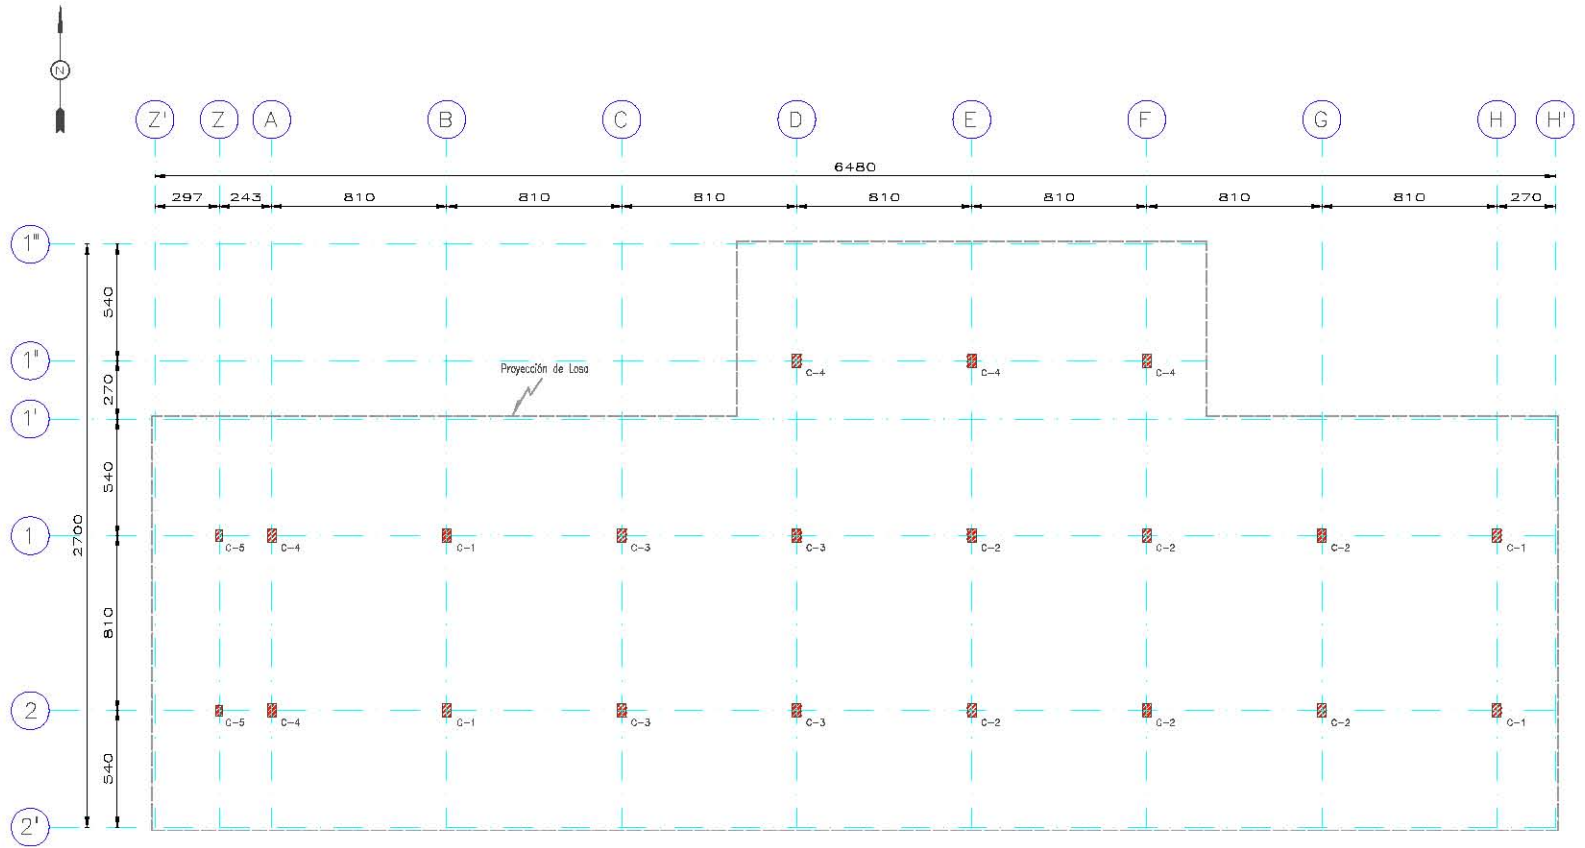 N
Z' Z A B C D E F G H H'
6480
297 243 810 810 810 810 810 810 810 270
1'''
540
1''
Proyección de Losa
C-4 C-4 C-4
270
1'
540
2700
1
C-5 C-4 C-1 C-3 C-3 C-2 C-2 C-2 C-1
810
2
C-5 C-4 C-1 C-3 C-3 C-2 C-2 C-2 C-1
540
2'